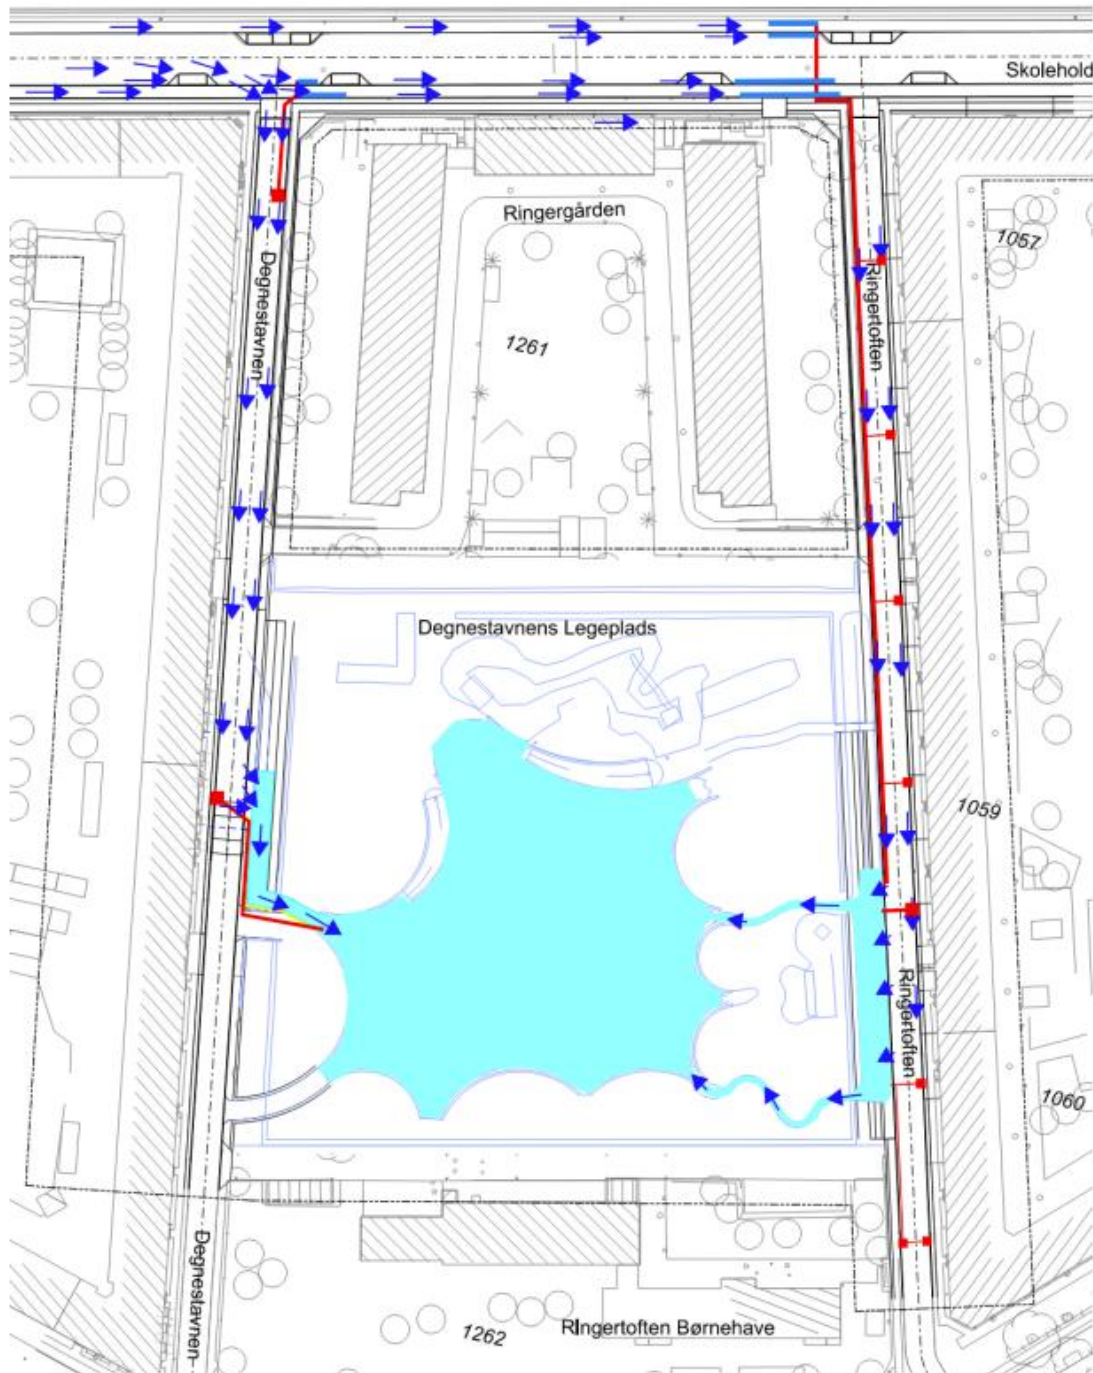 Skolehold
Ringergården
1057
Degnestavnen
Ringertoften
1261
Degnestavnens Legeplads
1059
Ringertoften
1060
Degnestavnen
RIngertoften Børnehave
1262